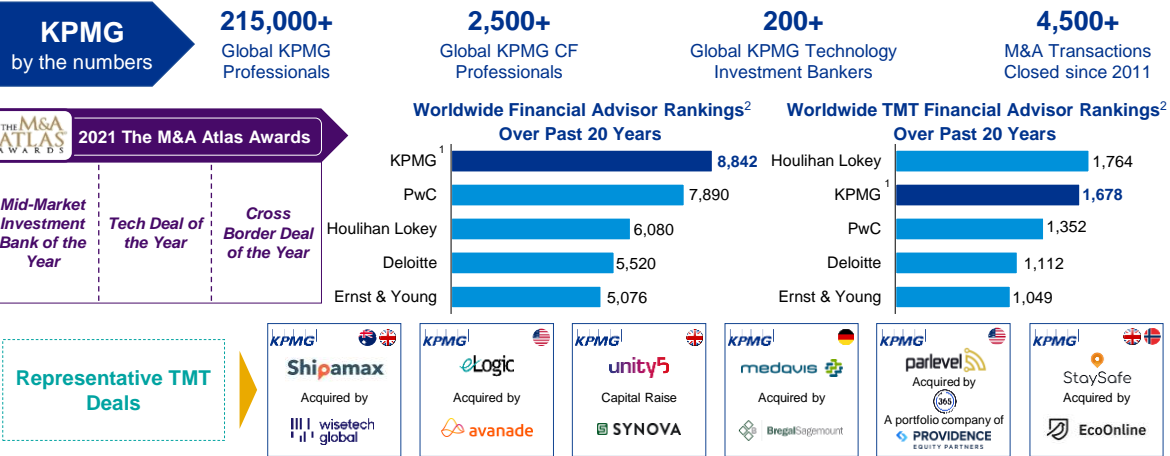 KPMG
by the numbers
215,000+
Global KPMG
Professionals
2,500+
Global KPMG CF
Professionals
200+
Global KPMG Technology
Investment Bankers
4,500+
M&A Transactions
Closed since 2011
THE M&A
ATLAS
AWARDS
2021 The M&A Atlas Awards
Mid-Market
Investment
Bank of the
Year
Tech Deal of
the Year
Cross
Border Deal
of the Year
Worldwide Financial Advisor Rankings2
Over Past 20 Years
KPMG 1 8,842
PwC 7,890
Houlihan Lokey 6,080
Deloitte 5,520
Ernst & Young 5,076
Worldwide TMT Financial Advisor Rankings2
Over Past 20 Years
Houlihan Lokey 1,764
KPMG 1 1,678
PwC 1,352
Deloitte 1,112
Ernst & Young 1,049
Representative TMT
Deals
KPMG
Shipamax
Acquired by
wisetech
global
KPMG
eLogic
Acquired by
avanade
KPMG
unity5
Capital Raise
SYNOVA
KPMG
medavis
Acquired by
BregalSagemount
KPMG
parlevel
Acquired by
365
A portfolio company of
PROVIDENCE
EQUITY PARTNERS
KPMG
StaySafe
Acquired by
EcoOnline